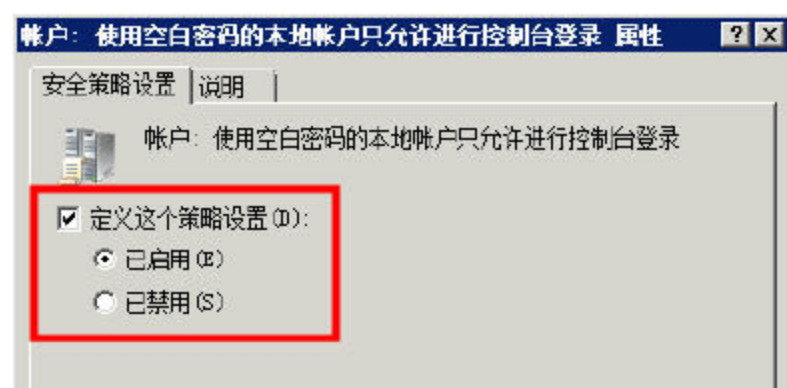 帐户: 使用空白密码的本地帐户只允许进行控制台登录 属性
安全策略设置 说明
帐户: 使用空白密码的本地帐户只允许进行控制台登录
定义这个策略设置(D):
已启用(E)
已禁用(S)